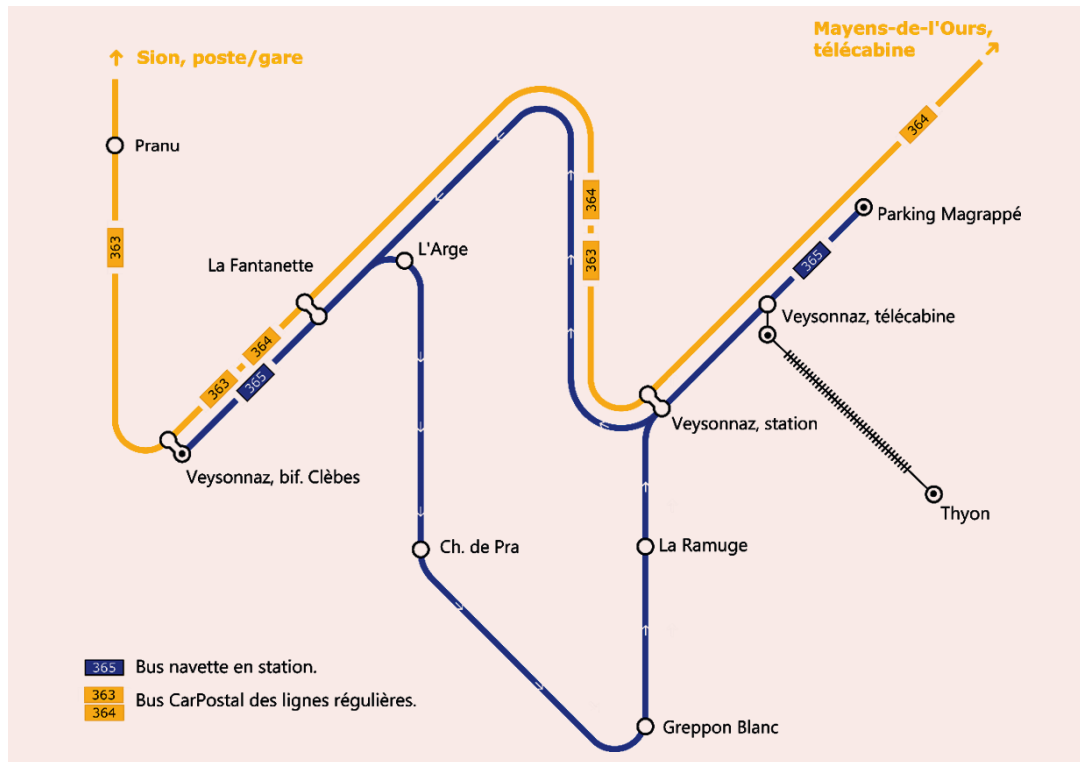 Sion, poste/gare
Mayens-de-l'Ours,
télécabine
Pranu
363
364
364
363
Parking Magrappé
365
L'Arge
La Fantanette
Veysonnaz, télécabine
363
364
365
Veysonnaz, station
Veysonnaz, bif. Clèbes
Thyon
Ch. de Pra
La Ramuge
Greppon Blanc
365 Bus navette en station.
363
364 Bus CarPostal des lignes régulières.